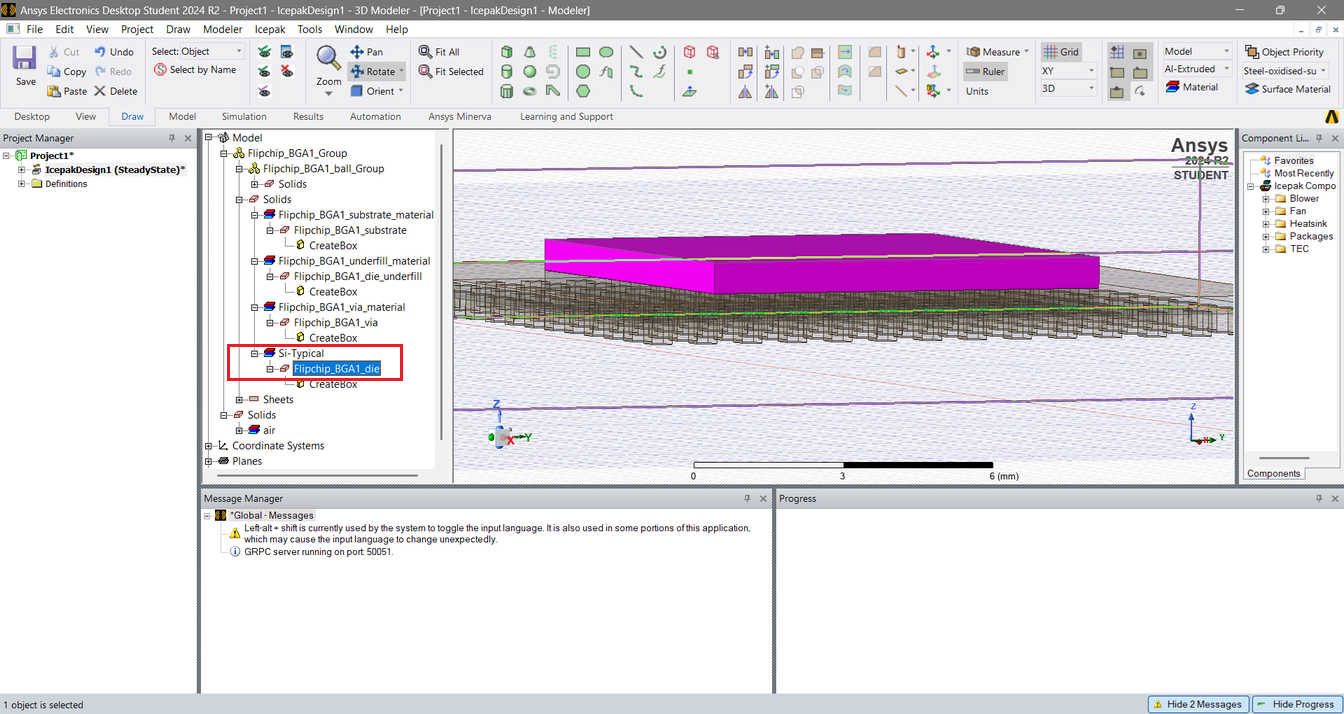 Ansys Electronics Desktop Student 2024 R2 - Project1 - IcepakDesign1 - 3D Modeler - [Project1 - IcepakDesign1 - Modeler]
File Edit View Project Draw Modeler Icepak Tools Window Help
Save
Cut
Copy
Paste
Undo
Redo
Delete
Select: Object
Select by Name
Zoom
Pan
Rotate
Orient
Fit All
Fit Selected
Measure
Ruler
Units
Grid
XY
3D
Model
AI-Extruded
Material
Object Priority
Steel-oxidised-su
Surface Material
Desktop View Draw Model Simulation Results Automation Ansys Minerva Learning and Support
Project Manager
Project1*
IcepakDesign1 (SteadyState)*
Definitions
Model
Flipchip_BGA1_Group
Flipchip_BGA1_ball_Group
Solids
Solids
Flipchip_BGA1_substrate_material
Flipchip_BGA1_substrate
CreateBox
Flipchip_BGA1_underfill_material
Flipchip_BGA1_die_underfill
CreateBox
Flipchip_BGA1_via_material
Flipchip_BGA1_via
CreateBox
Si-Typical
Flipchip_BGA1_die
CreateBox
Sheets
Solids
air
Coordinate Systems
Planes
Ansys
2024 R2
STUDENT
Z
X
Y
Z
X
Y
0 3 6 (mm)
Component Li...
Favorites
Most Recently
Icepak Compo
Blower
Fan
Heatsink
Packages
TEC
Components
Message Manager
*Global - Messages
Left-alt + shift is currently used by the system to toggle the input language. It is also used in some portions of this application,
which may cause the input language to change unexpectedly.
GRPC server running on port: 50051.
Progress
1 object is selected
Hide 2 Messages
Hide Progress